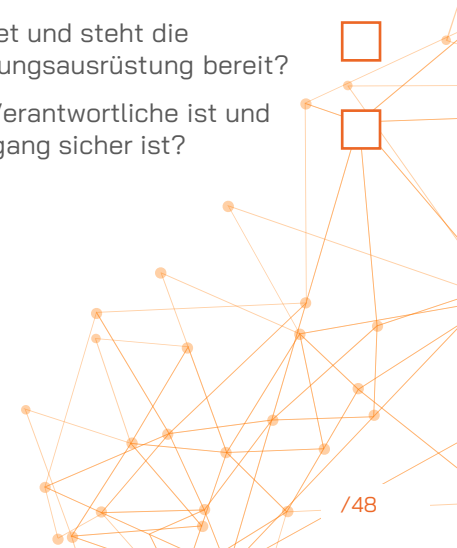 et und steht die
ungsausrüstung bereit?
Verantwortliche ist und
gang sicher ist?
/48